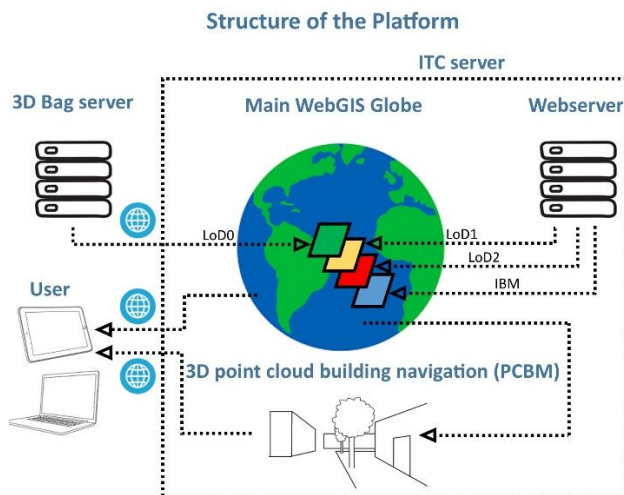 Structure of the Platform
ITC server
3D Bag server
Main WebGIS Globe
Webserver
LoD0
LoD1
LoD2
IBM
User
3D point cloud building navigation (PCBM)